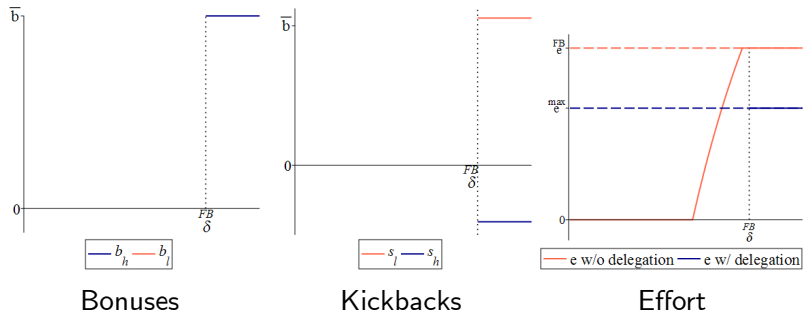 b̄
0
FB
δ
b_h b_l
Bonuses
b̄
0
FB
δ
s_l s_h
Kickbacks
FB
e
max
e
0
FB
δ
e w/o delegation e w/ delegation
Effort